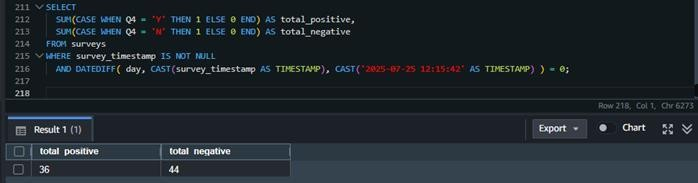 211 SELECT
212 SUM(CASE WHEN Q4 = 'Y' THEN 1 ELSE 0 END) AS total_positive,
213 SUM(CASE WHEN Q4 = 'N' THEN 1 ELSE 0 END) AS total_negative
214 FROM surveys
215 WHERE survey_timestamp IS NOT NULL
216 AND DATEDIFF( day, CAST(survey_timestamp AS TIMESTAMP), CAST('2025-07-25 12:15:42' AS TIMESTAMP) ) = 0;
217
218
Row 218, Col 1, Chr 6273
Result 1 (1)
Export
Chart
total_positive total_negative
36 44